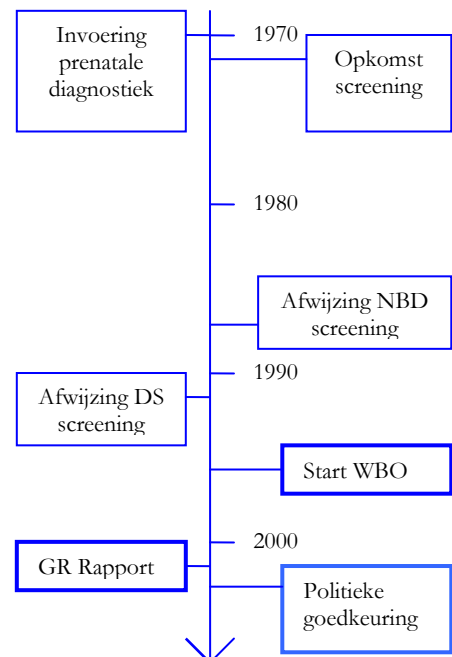 Invoering
prenatale
diagnostiek
1970
Opkomst
screening
1980
Afwijzing NBD
screening
1990
Afwijzing DS
screening
Start WBO
2000
GR Rapport
Politieke
goedkeuring